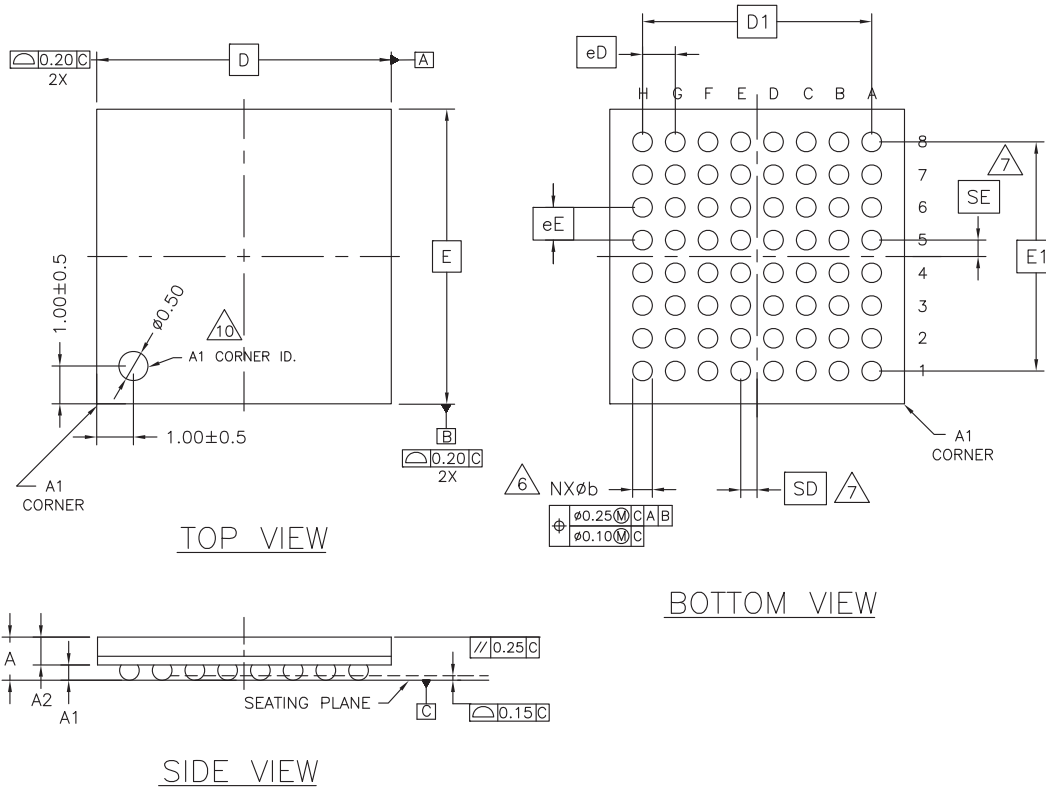 ⌓ 0.20 C
2X
D
A
E
1.00±0.5
ø0.50
10
A1 CORNER ID.
1.00±0.5
B
⌓ 0.20 C
2X
A1
CORNER
TOP VIEW
D1
eD
H G F E D C B A
8
7
6
5
4
3
2
1
7
SE
eE
E1
A1
CORNER
6 NXøb
SD 7
⌖ ø0.25Ⓜ C A B
ø0.10Ⓜ C
BOTTOM VIEW
A
A2
A1
// 0.25 C
SEATING PLANE
C
⌓ 0.15 C
SIDE VIEW